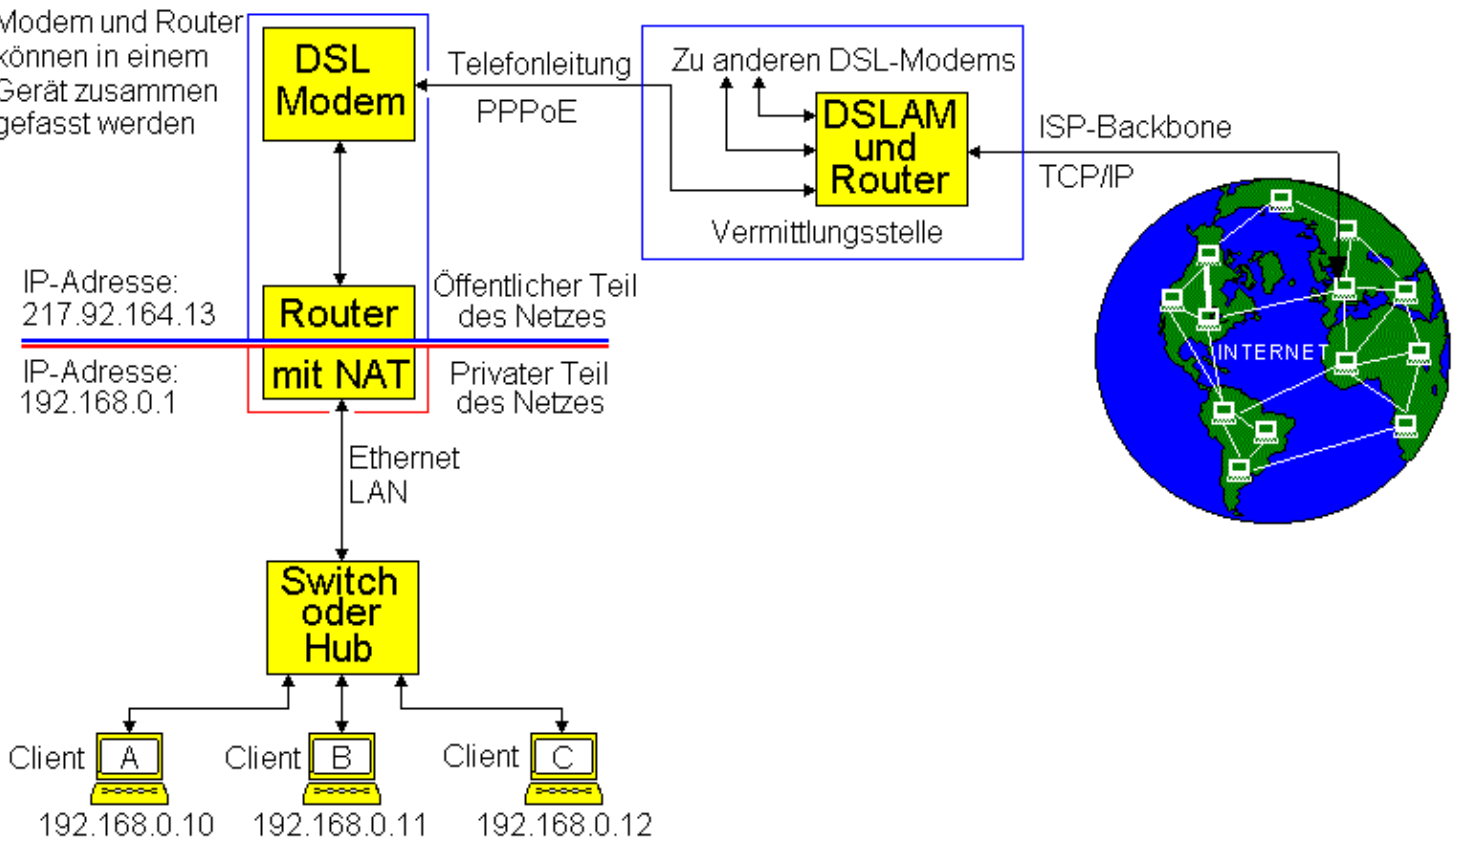 Modem und Router
können in einem
Gerät zusammen
gefasst werden
DSL
Modem
Telefonleitung
PPPoE
Zu anderen DSL-Modems
DSLAM
und
Router
Vermittlungsstelle
ISP-Backbone
TCP/IP
INTERNET
IP-Adresse:
217.92.164.13
Router
Öffentlicher Teil
des Netzes
IP-Adresse:
192.168.0.1
mit NAT
Privater Teil
des Netzes
Ethernet
LAN
Switch
oder
Hub
Client A
Client B
Client C
192.168.0.10
192.168.0.11
192.168.0.12